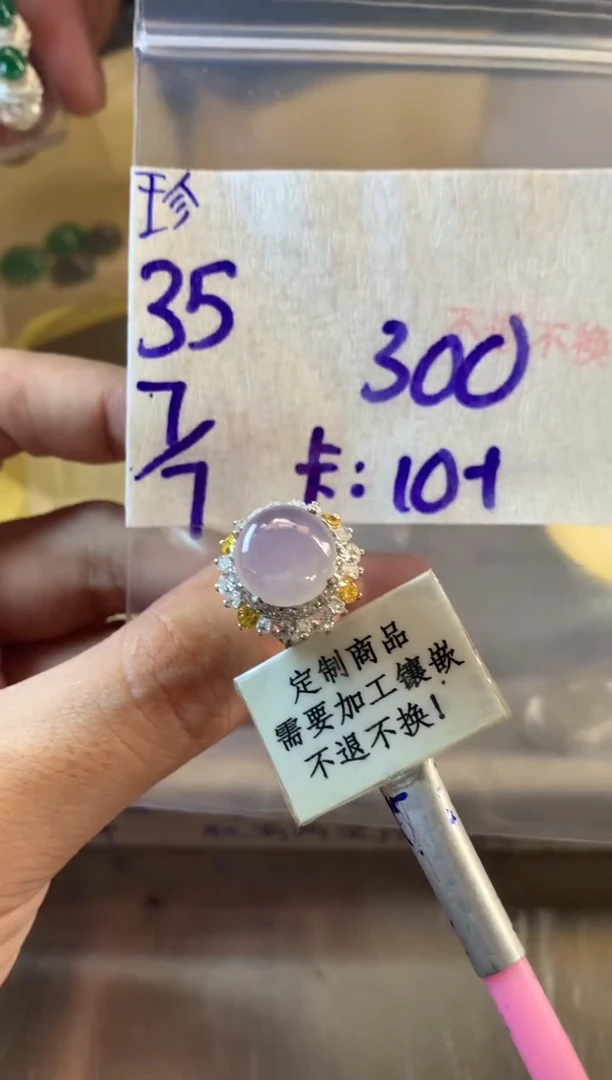 珍
35
7/7
300
不退不换
卡: 101
定制商品
需要加工镶嵌
不退不换!